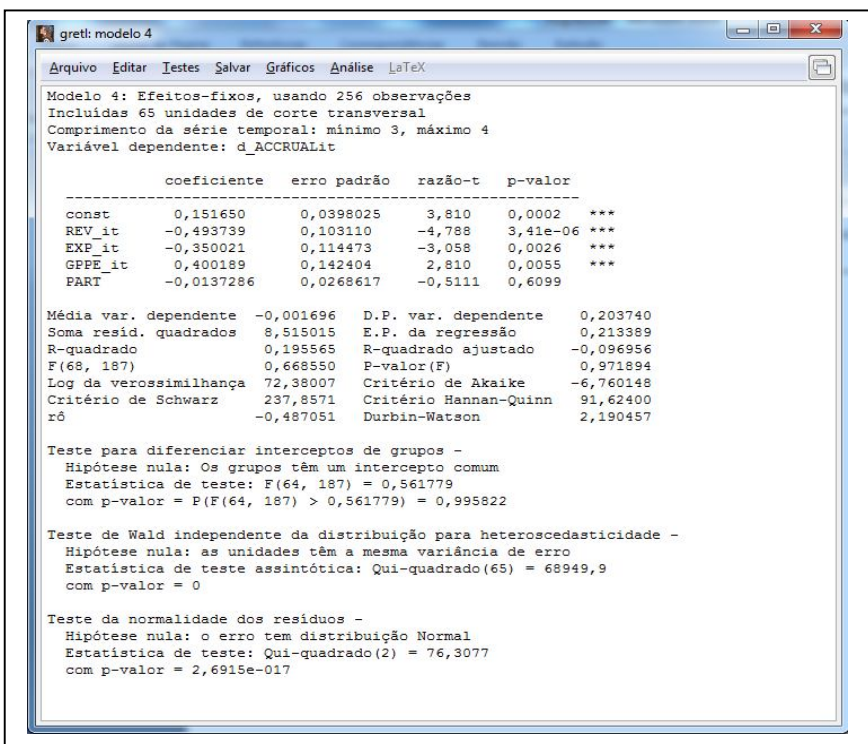 gretl: modelo 4
Arquivo Editar Testes Salvar Gráficos Análise LaTeX
Modelo 4: Efeitos-fixos, usando 256 observações
Incluídas 65 unidades de corte transversal
Comprimento da série temporal: mínimo 3, máximo 4
Variável dependente: d_ACCRUALit
coeficiente erro padrão razão-t p-valor
const 0,151650 0,0398025 3,810 0,0002 ***
REV_it -0,493739 0,103110 -4,788 3,41e-06 ***
EXP_it -0,350021 0,114473 -3,058 0,0026 ***
GPPE_it 0,400189 0,142404 2,810 0,0055 ***
PART -0,0137286 0,0268617 -0,5111 0,6099
Média var. dependente -0,001696 D.P. var. dependente 0,203740
Soma resíd. quadrados 8,515015 E.P. da regressão 0,213389
R-quadrado 0,195565 R-quadrado ajustado -0,096956
F(68, 187) 0,668550 P-valor(F) 0,971894
Log da verossimilhança 72,38007 Critério de Akaike -6,760148
Critério de Schwarz 237,8571 Critério Hannan-Quinn 91,62400
rô -0,487051 Durbin-Watson 2,190457
Teste para diferenciar interceptos de grupos -
Hipótese nula: Os grupos têm um intercepto comum
Estatística de teste: F(64, 187) = 0,561779
com p-valor = P(F(64, 187) > 0,561779) = 0,995822
Teste de Wald independente da distribuição para heteroscedasticidade -
Hipótese nula: as unidades têm a mesma variância de erro
Estatística de teste assintótica: Qui-quadrado(65) = 68949,9
com p-valor = 0
Teste da normalidade dos resíduos -
Hipótese nula: o erro tem distribuição Normal
Estatística de teste: Qui-quadrado(2) = 76,3077
com p-valor = 2,6915e-017